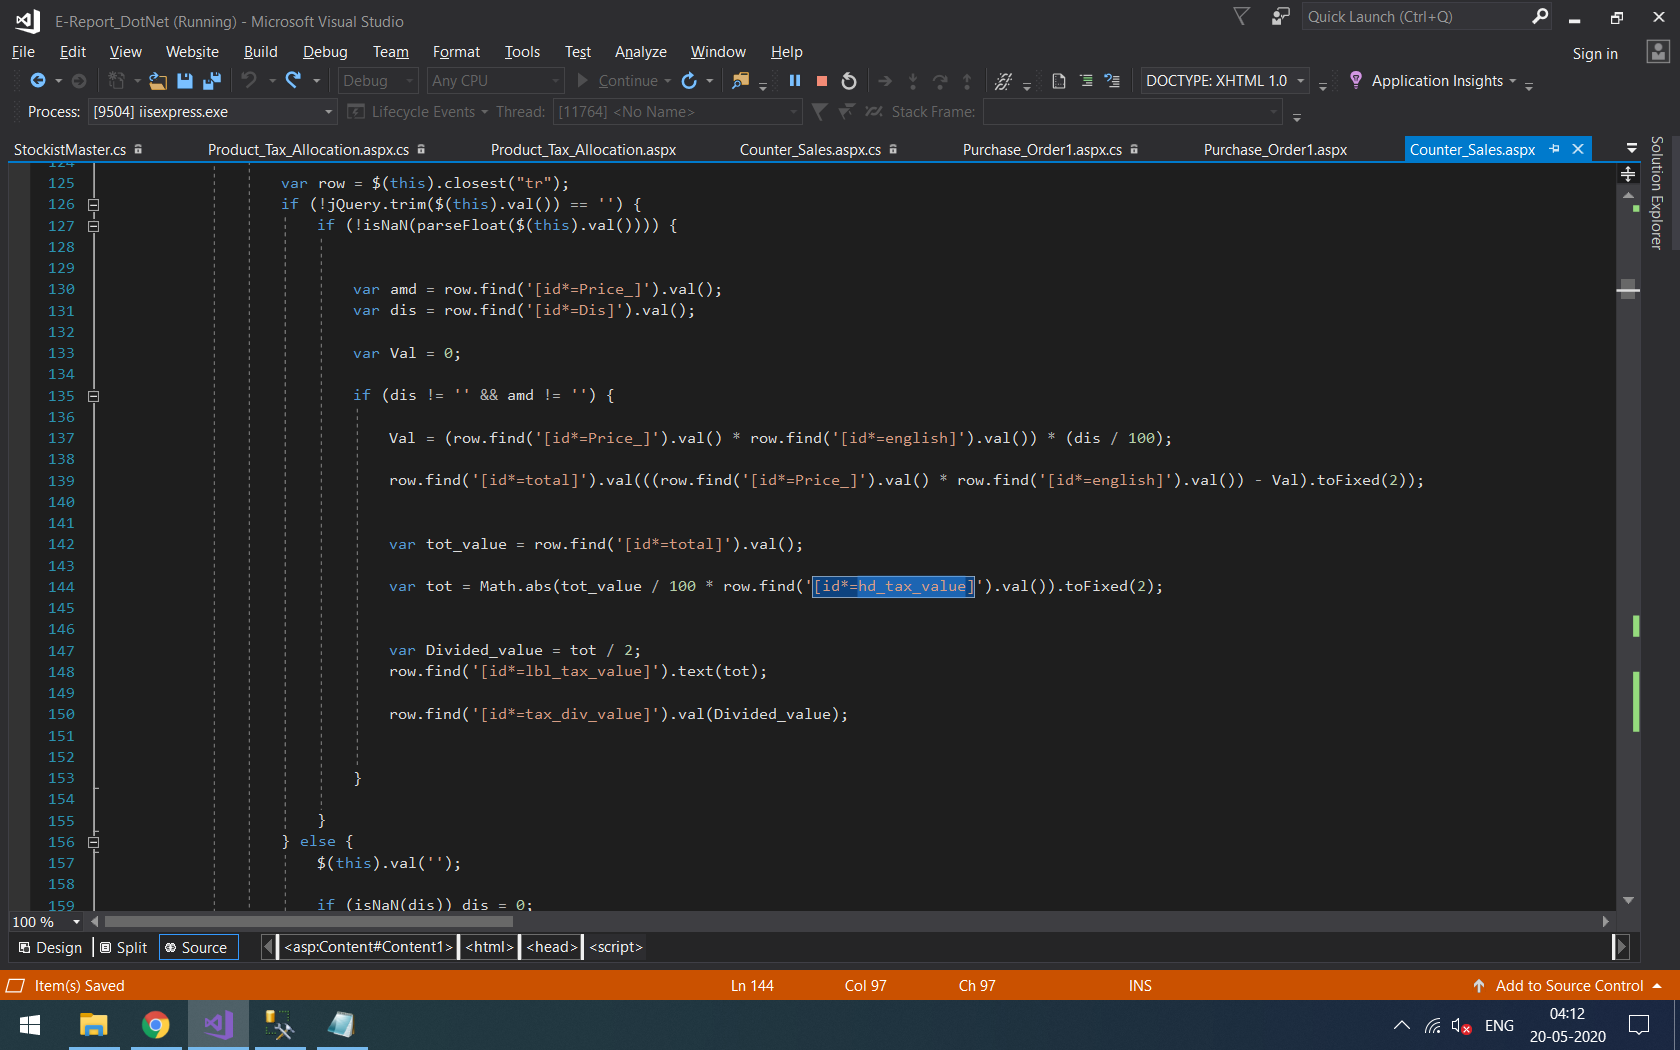 E-Report_DotNet (Running) - Microsoft Visual Studio
Quick Launch (Ctrl+Q)
File Edit View Website Build Debug Team Format Tools Test Analyze Window Help
Sign in
Debug Any CPU Continue DOCTYPE: XHTML 1.0 Application Insights
Process: [9504] iisexpress.exe Lifecycle Events Thread: [11764] <No Name> Stack Frame:
StockistMaster.cs Product_Tax_Allocation.aspx.cs Product_Tax_Allocation.aspx Counter_Sales.aspx.cs Purchase_Order1.aspx.cs Purchase_Order1.aspx Counter_Sales.aspx
Solution Explorer
124
125 var row = $(this).closest("tr");
126 if (!jQuery.trim($(this).val()) == '') {
127 if (!isNaN(parseFloat($(this).val()))) {
128
129
130 var amd = row.find('[id*=Price_]').val();
131 var dis = row.find('[id*=Dis]').val();
132
133 var Val = 0;
134
135 if (dis != '' && amd != '') {
136
137 Val = (row.find('[id*=Price_]').val() * row.find('[id*=english]').val()) * (dis / 100);
138
139 row.find('[id*=total]').val(((row.find('[id*=Price_]').val() * row.find('[id*=english]').val()) - Val).toFixed(2));
140
141
142 var tot_value = row.find('[id*=total]').val();
143
144 var tot = Math.abs(tot_value / 100 * row.find('[id*=hd_tax_value]').val()).toFixed(2);
145
146
147 var Divided_value = tot / 2;
148 row.find('[id*=lbl_tax_value]').text(tot);
149
150 row.find('[id*=tax_div_value]').val(Divided_value);
151
152
153 }
154
155 }
156 } else {
157 $(this).val('');
158
159 if (isNaN(dis)) dis = 0;
100 %
Design Split Source <asp:Content#Content1> <html> <head> <script>
Item(s) Saved Ln 144 Col 97 Ch 97 INS Add to Source Control
ENG 04:12
20-05-2020